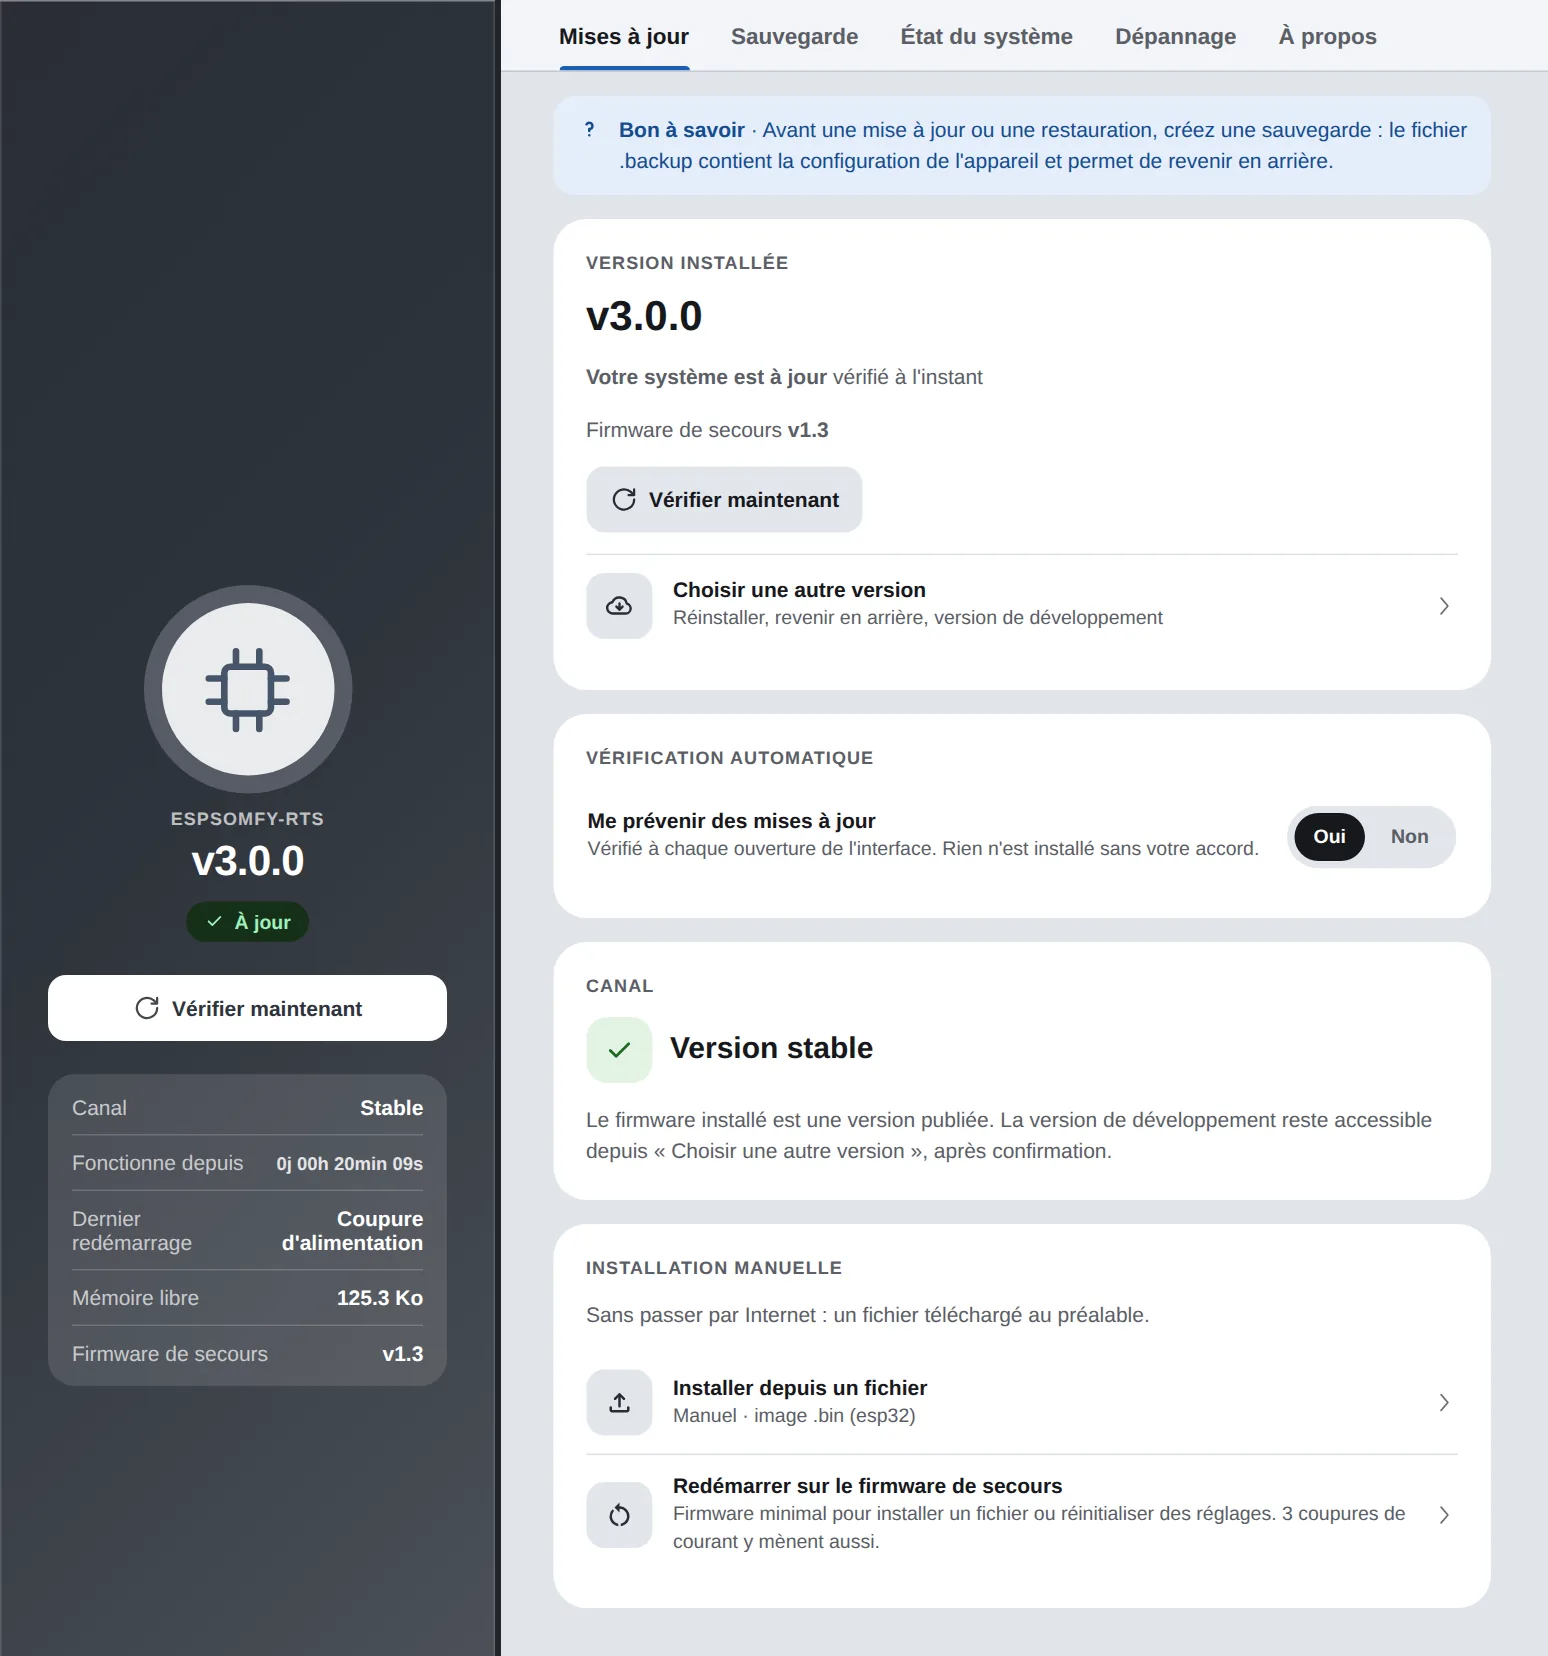 ESPSOMFY-RTS
v3.0.0
À jour
Vérifier maintenant
Canal Stable
Fonctionne depuis 0j 00h 20min 09s
Dernier redémarrage Coupure d'alimentation
Mémoire libre 125.3 Ko
Firmware de secours v1.3
Mises à jour Sauvegarde État du système Dépannage À propos
? Bon à savoir · Avant une mise à jour ou une restauration, créez une sauvegarde : le fichier
.backup contient la configuration de l'appareil et permet de revenir en arrière.
VERSION INSTALLÉE
v3.0.0
Votre système est à jour vérifié à l'instant
Firmware de secours v1.3
Vérifier maintenant
Choisir une autre version
Réinstaller, revenir en arrière, version de développement
VÉRIFICATION AUTOMATIQUE
Me prévenir des mises à jour
Vérifié à chaque ouverture de l'interface. Rien n'est installé sans votre accord.
Oui Non
CANAL
Version stable
Le firmware installé est une version publiée. La version de développement reste accessible
depuis « Choisir une autre version », après confirmation.
INSTALLATION MANUELLE
Sans passer par Internet : un fichier téléchargé au préalable.
Installer depuis un fichier
Manuel · image .bin (esp32)
Redémarrer sur le firmware de secours
Firmware minimal pour installer un fichier ou réinitialiser des réglages. 3 coupures de
courant y mènent aussi.